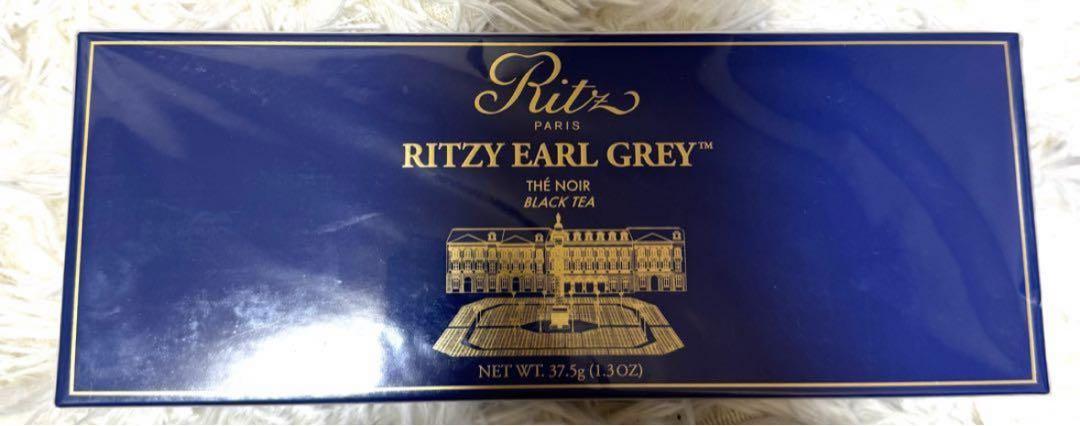 Ritz
PARIS
RITZY EARL GREY™
THÉ NOIR
BLACK TEA
NET WT. 37.5g (1.3 OZ)